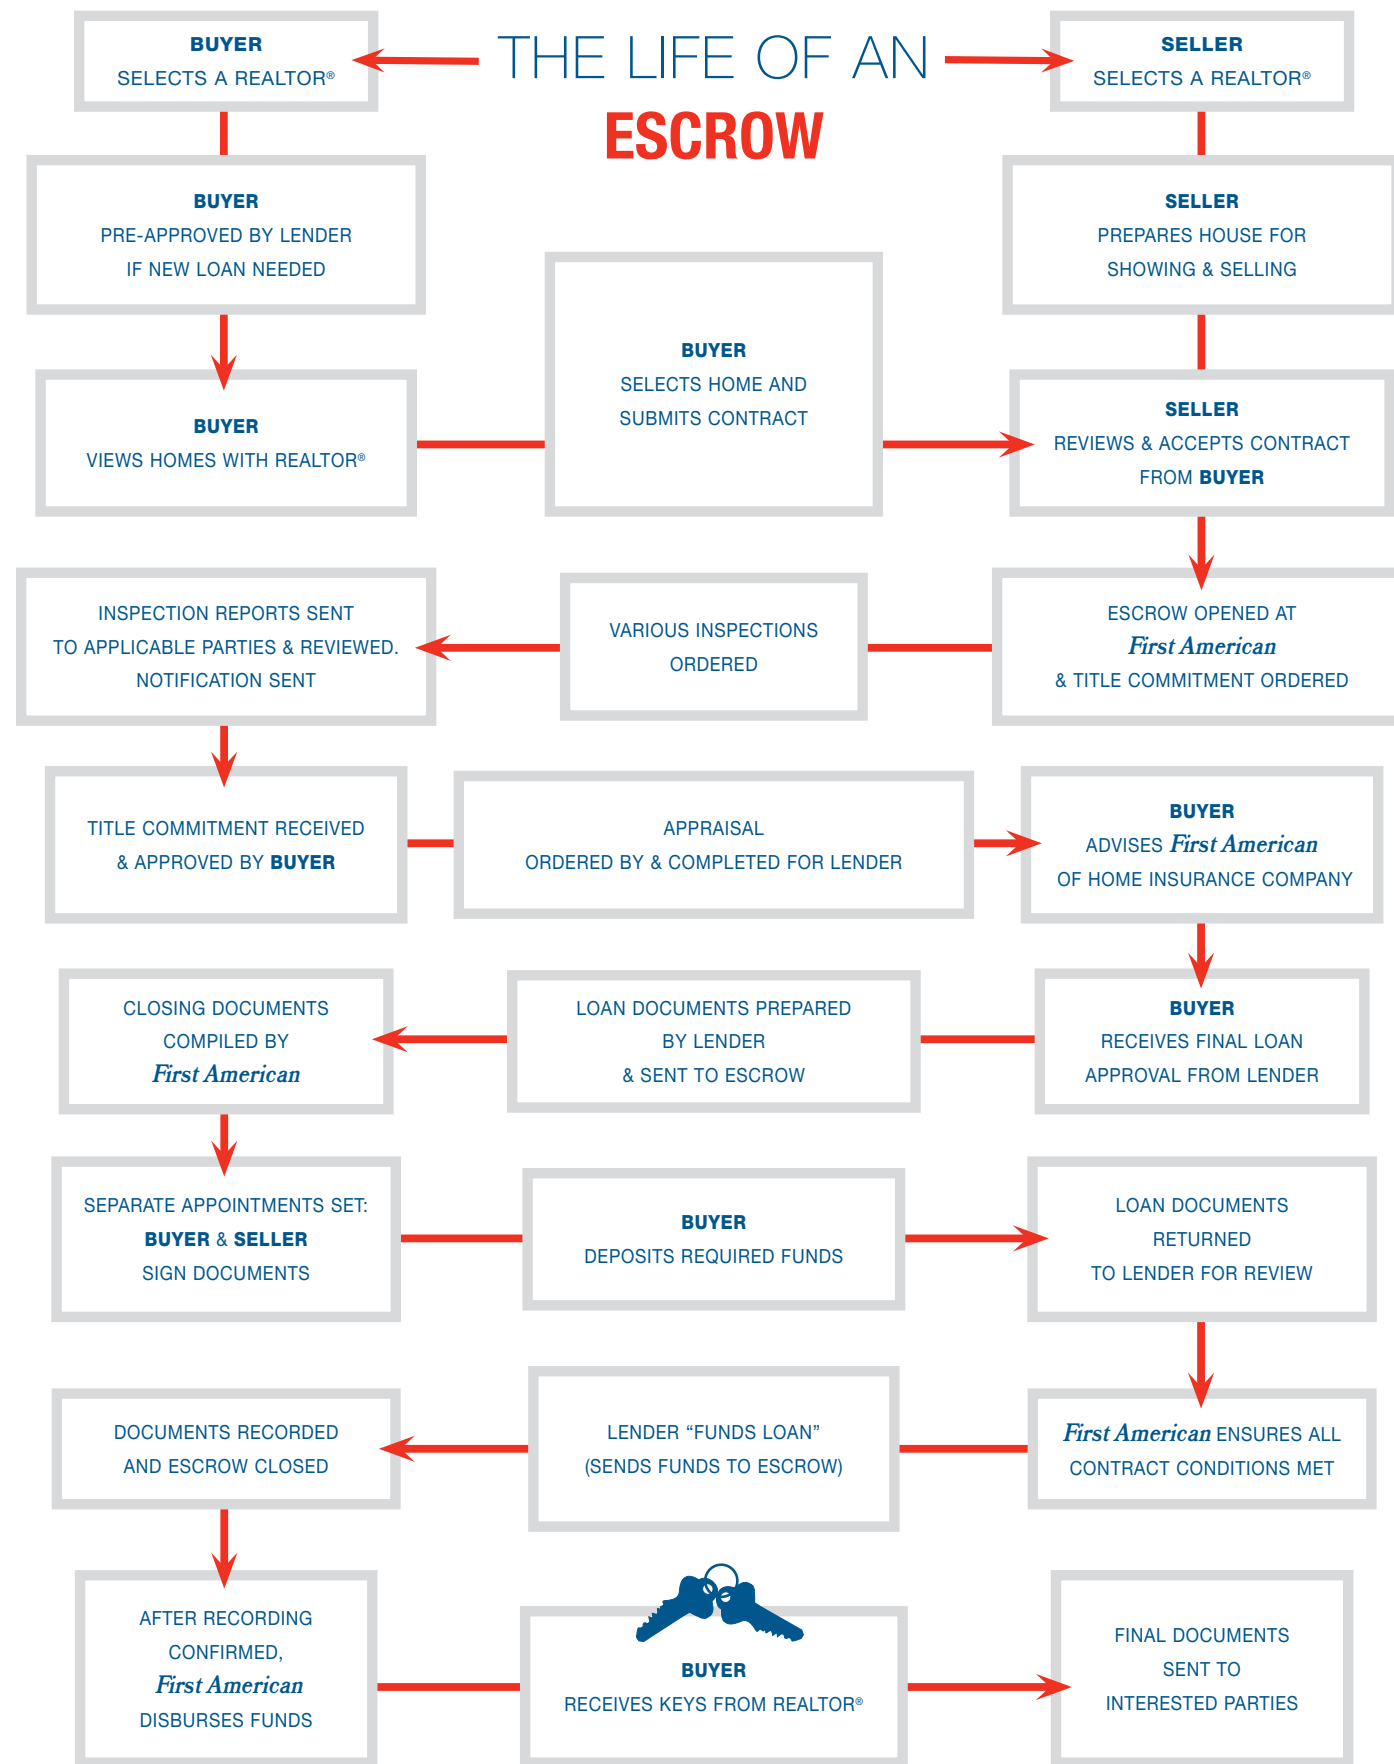 THE LIFE OF AN
ESCROW
BUYER
SELECTS A REALTOR®
SELLER
SELECTS A REALTOR®
BUYER
PRE-APPROVED BY LENDER
IF NEW LOAN NEEDED
SELLER
PREPARES HOUSE FOR
SHOWING & SELLING
BUYER
VIEWS HOMES WITH REALTOR®
BUYER
SELECTS HOME AND
SUBMITS CONTRACT
SELLER
REVIEWS & ACCEPTS CONTRACT
FROM BUYER
ESCROW OPENED AT
First American
& TITLE COMMITMENT ORDERED
VARIOUS INSPECTIONS
ORDERED
INSPECTION REPORTS SENT
TO APPLICABLE PARTIES & REVIEWED.
NOTIFICATION SENT
TITLE COMMITMENT RECEIVED
& APPROVED BY BUYER
APPRAISAL
ORDERED BY & COMPLETED FOR LENDER
BUYER
ADVISES First American
OF HOME INSURANCE COMPANY
BUYER
RECEIVES FINAL LOAN
APPROVAL FROM LENDER
LOAN DOCUMENTS PREPARED
BY LENDER
& SENT TO ESCROW
CLOSING DOCUMENTS
COMPILED BY
First American
SEPARATE APPOINTMENTS SET:
BUYER & SELLER
SIGN DOCUMENTS
BUYER
DEPOSITS REQUIRED FUNDS
LOAN DOCUMENTS
RETURNED
TO LENDER FOR REVIEW
First American ENSURES ALL
CONTRACT CONDITIONS MET
LENDER “FUNDS LOAN”
(SENDS FUNDS TO ESCROW)
DOCUMENTS RECORDED
AND ESCROW CLOSED
AFTER RECORDING
CONFIRMED,
First American
DISBURSES FUNDS
BUYER
RECEIVES KEYS FROM REALTOR®
FINAL DOCUMENTS
SENT TO
INTERESTED PARTIES